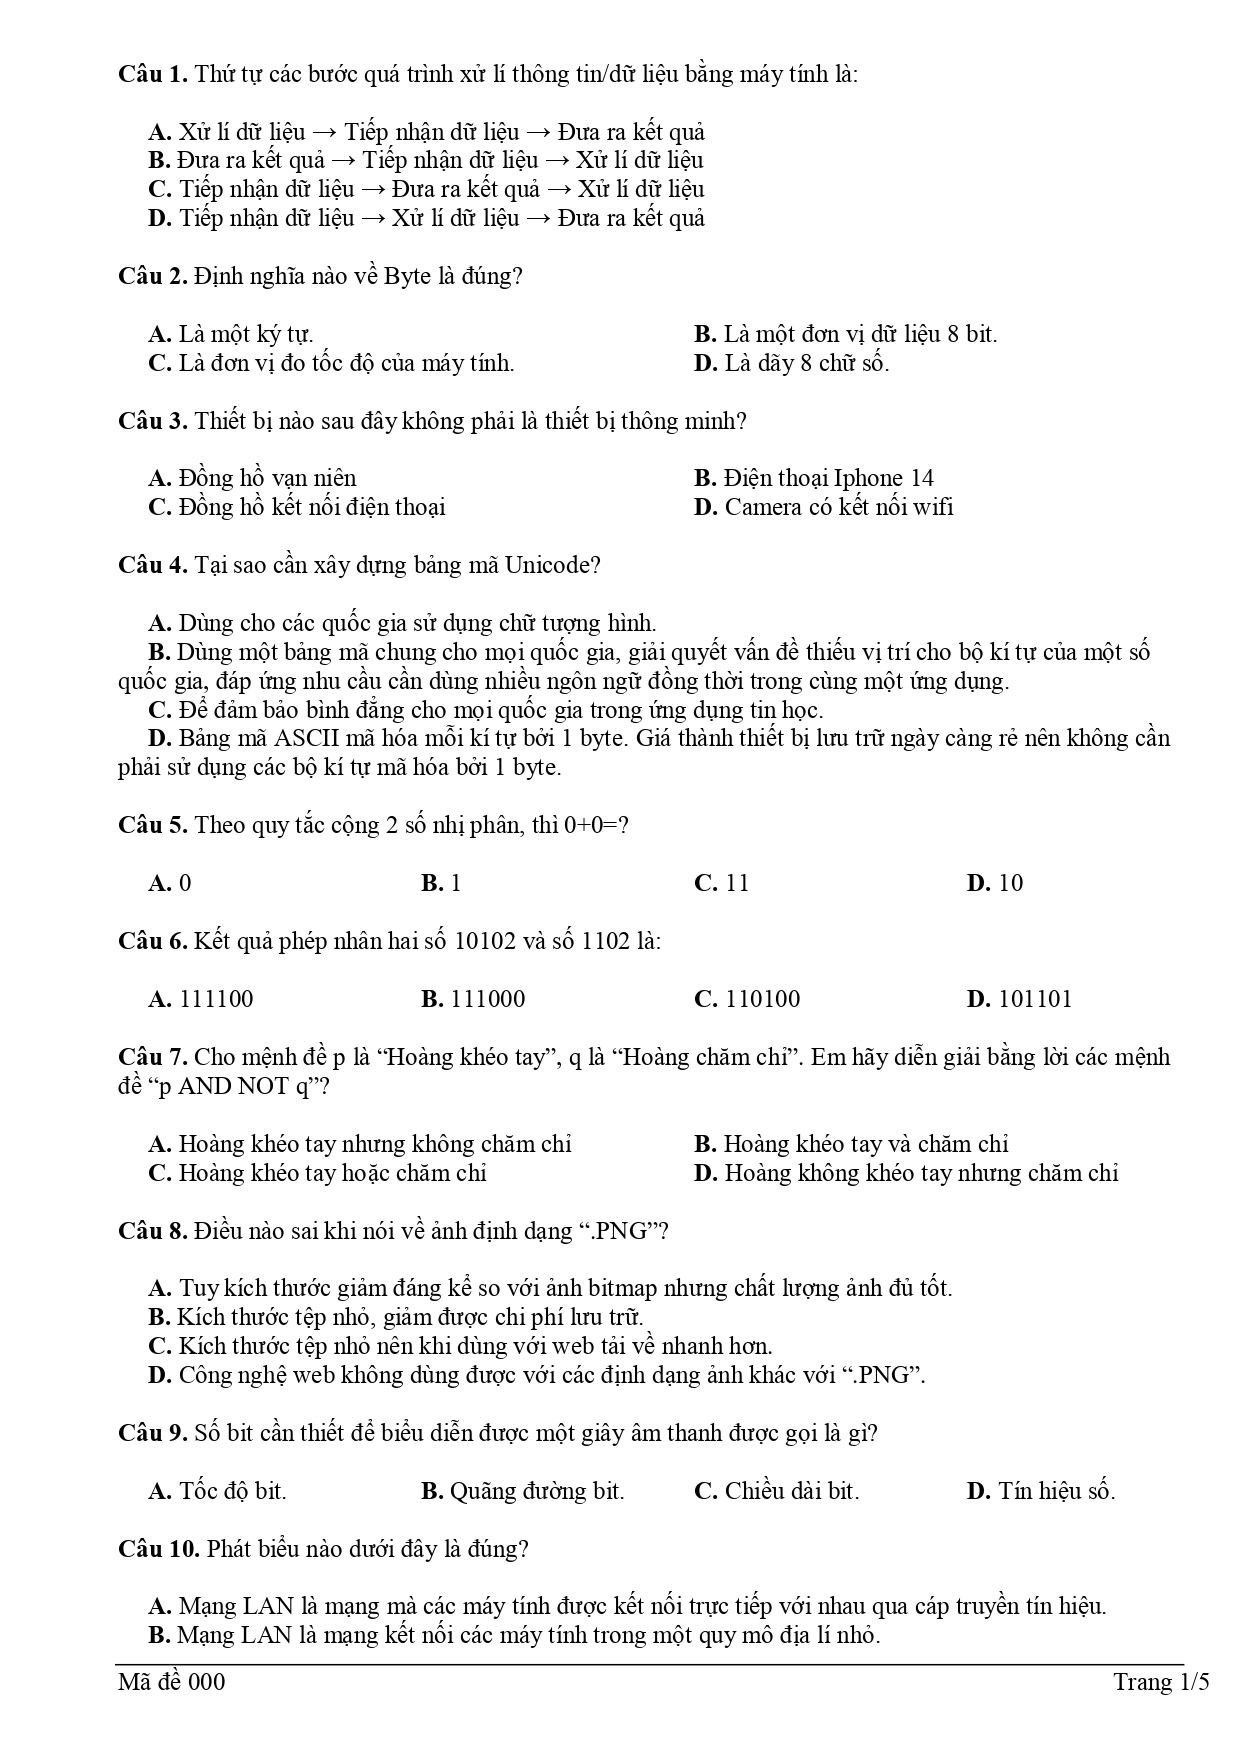 Câu 1. Thứ tự các bước quá trình xử lí thông tin/dữ liệu bằng máy tính là:
A. Xử lí dữ liệu → Tiếp nhận dữ liệu → Đưa ra kết quả
B. Đưa ra kết quả → Tiếp nhận dữ liệu → Xử lí dữ liệu
C. Tiếp nhận dữ liệu → Đưa ra kết quả → Xử lí dữ liệu
D. Tiếp nhận dữ liệu → Xử lí dữ liệu → Đưa ra kết quả
Câu 2. Định nghĩa nào về Byte là đúng?
A. Là một ký tự. B. Là một đơn vị dữ liệu 8 bit.
C. Là đơn vị đo tốc độ của máy tính. D. Là dãy 8 chữ số.
Câu 3. Thiết bị nào sau đây không phải là thiết bị thông minh?
A. Đồng hồ vạn niên B. Điện thoại Iphone 14
C. Đồng hồ kết nối điện thoại D. Camera có kết nối wifi
Câu 4. Tại sao cần xây dựng bảng mã Unicode?
A. Dùng cho các quốc gia sử dụng chữ tượng hình.
B. Dùng một bảng mã chung cho mọi quốc gia, giải quyết vấn đề thiếu vị trí cho bộ kí tự của một số
quốc gia, đáp ứng nhu cầu cần dùng nhiều ngôn ngữ đồng thời trong cùng một ứng dụng.
C. Để đảm bảo bình đẳng cho mọi quốc gia trong ứng dụng tin học.
D. Bảng mã ASCII mã hóa mỗi kí tự bởi 1 byte. Giá thành thiết bị lưu trữ ngày càng rẻ nên không cần
phải sử dụng các bộ kí tự mã hóa bởi 1 byte.
Câu 5. Theo quy tắc cộng 2 số nhị phân, thì 0+0=?
A. 0 B. 1 C. 11 D. 10
Câu 6. Kết quả phép nhân hai số 10102 và số 1102 là:
A. 111100 B. 111000 C. 110100 D. 101101
Câu 7. Cho mệnh đề p là “Hoàng khéo tay”, q là “Hoàng chăm chỉ”. Em hãy diễn giải bằng lời các mệnh
đề “p AND NOT q”?
A. Hoàng khéo tay nhưng không chăm chỉ B. Hoàng khéo tay và chăm chỉ
C. Hoàng khéo tay hoặc chăm chỉ D. Hoàng không khéo tay nhưng chăm chỉ
Câu 8. Điều nào sai khi nói về ảnh định dạng “.PNG”?
A. Tuy kích thước giảm đáng kể so với ảnh bitmap nhưng chất lượng ảnh đủ tốt.
B. Kích thước tệp nhỏ, giảm được chi phí lưu trữ.
C. Kích thước tệp nhỏ nên khi dùng với web tải về nhanh hơn.
D. Công nghệ web không dùng được với các định dạng ảnh khác với “.PNG”.
Câu 9. Số bit cần thiết để biểu diễn được một giây âm thanh được gọi là gì?
A. Tốc độ bit. B. Quãng đường bit. C. Chiều dài bit. D. Tín hiệu số.
Câu 10. Phát biểu nào dưới đây là đúng?
A. Mạng LAN là mạng mà các máy tính được kết nối trực tiếp với nhau qua cáp truyền tín hiệu.
B. Mạng LAN là mạng kết nối các máy tính trong một quy mô địa lí nhỏ.
Mã đề 000 Trang 1/5